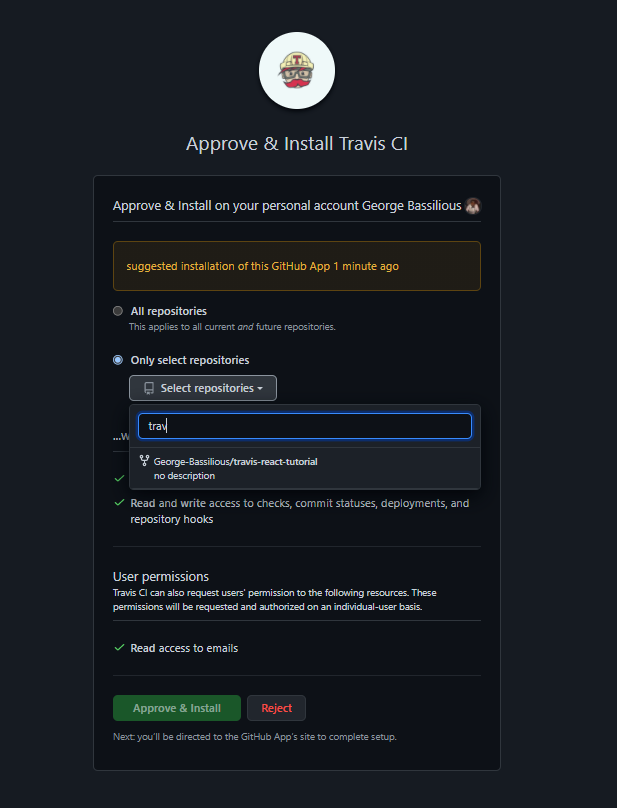 Approve & Install Travis CI
Approve & Install on your personal account George Bassilious
suggested installation of this GitHub App 1 minute ago
All repositories
This applies to all current and future repositories.
Only select repositories
Select repositories
trav
...w
George-Bassilious/travis-react-tutorial
no description
Read and write access to checks, commit statuses, deployments, and
repository hooks
User permissions
Travis CI can also request users' permission to the following resources. These
permissions will be requested and authorized on an individual-user basis.
Read access to emails
Approve & Install
Reject
Next: you'll be directed to the GitHub App's site to complete setup.